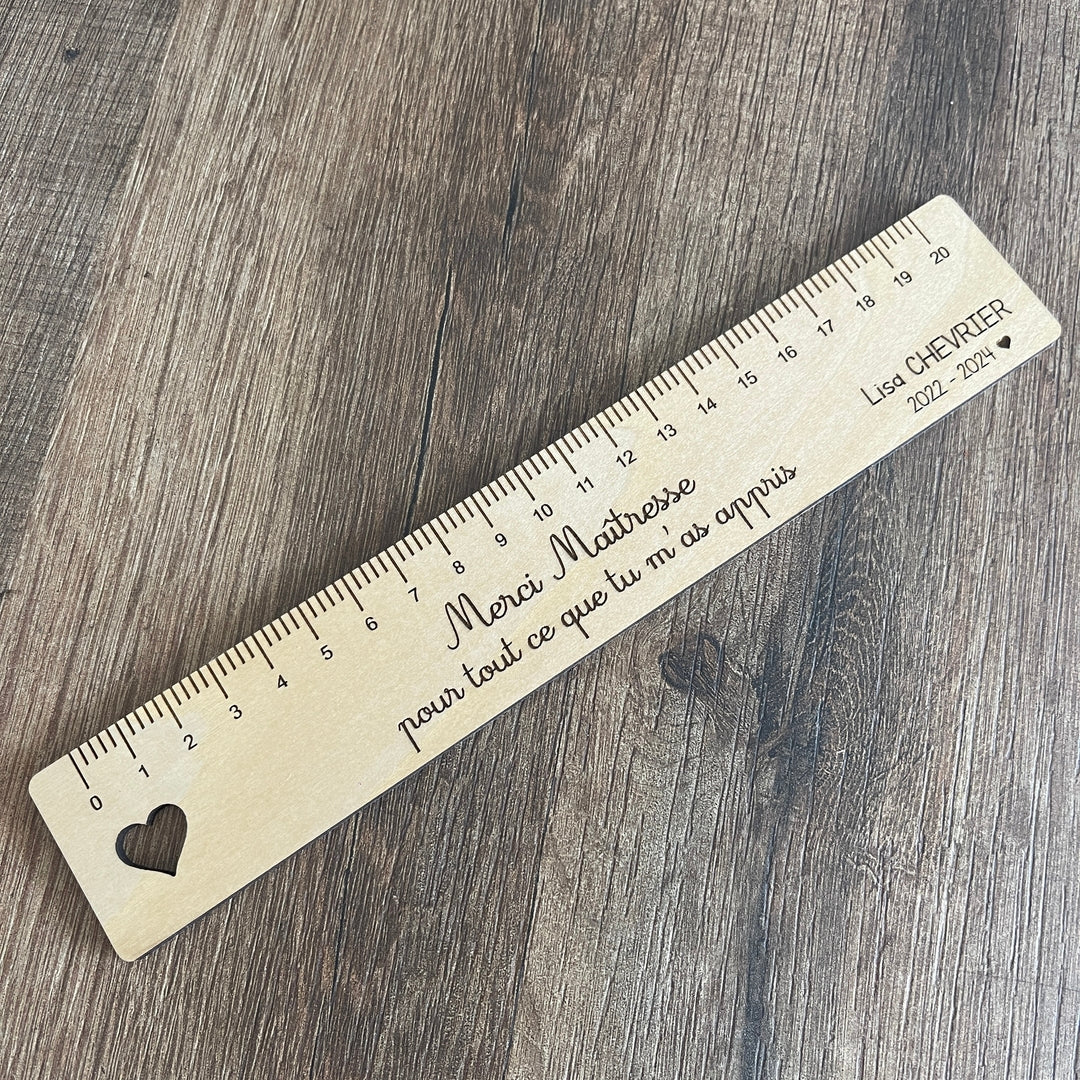 0 1 2 3 4 5 6 7 8 9 10 11 12 13 14 15 16 17 18 19 20
Merci Maîtresse
pour tout ce que tu m'as appris
Lisa CHEVRIER
2022 - 2024